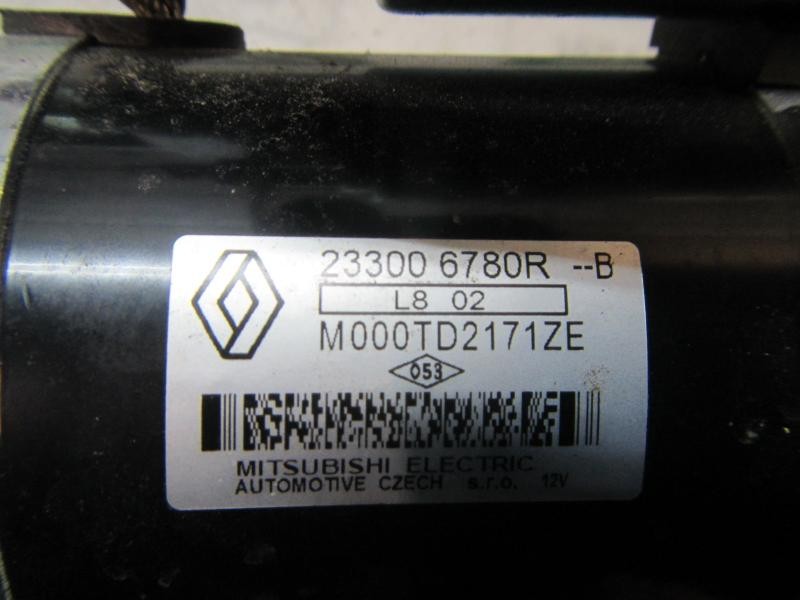 23300 6780R --B
L8 02
M000TD2171ZE
053
MITSUBISHI ELECTRIC
AUTOMOTIVE CZECH s.r.o. 12V